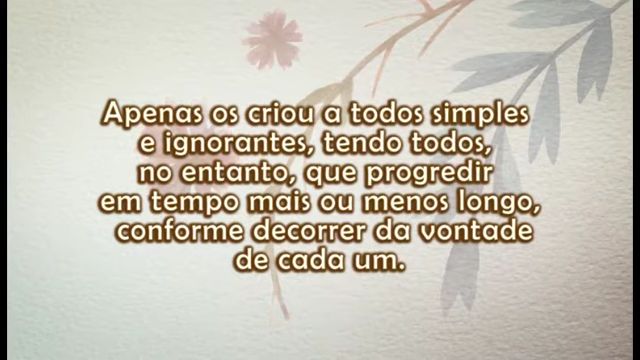 Apenas os criou a todos simples
e ignorantes, tendo todos,
no entanto, que progredir
em tempo mais ou menos longo,
conforme decorrer da vontade
de cada um.